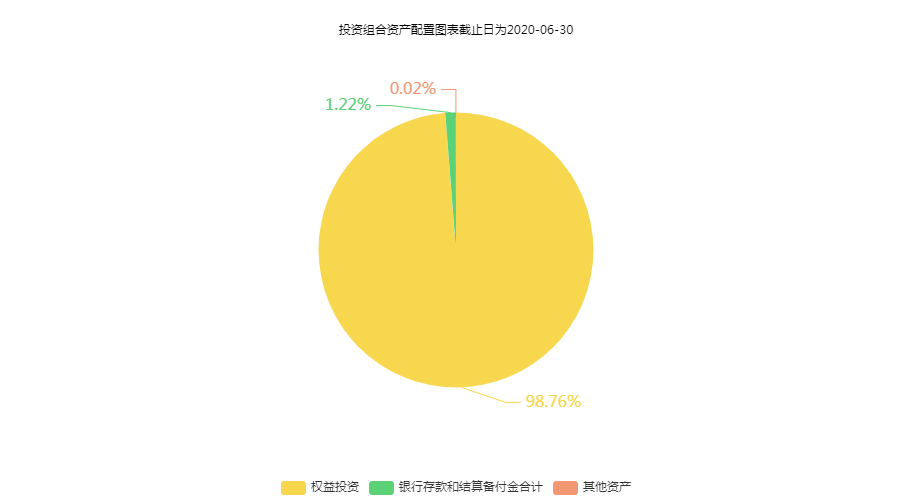 投资组合资产配置图表截止日为2020-06-30
0.02%
1.22%
98.76%
权益投资 银行存款和结算备付金合计 其他资产